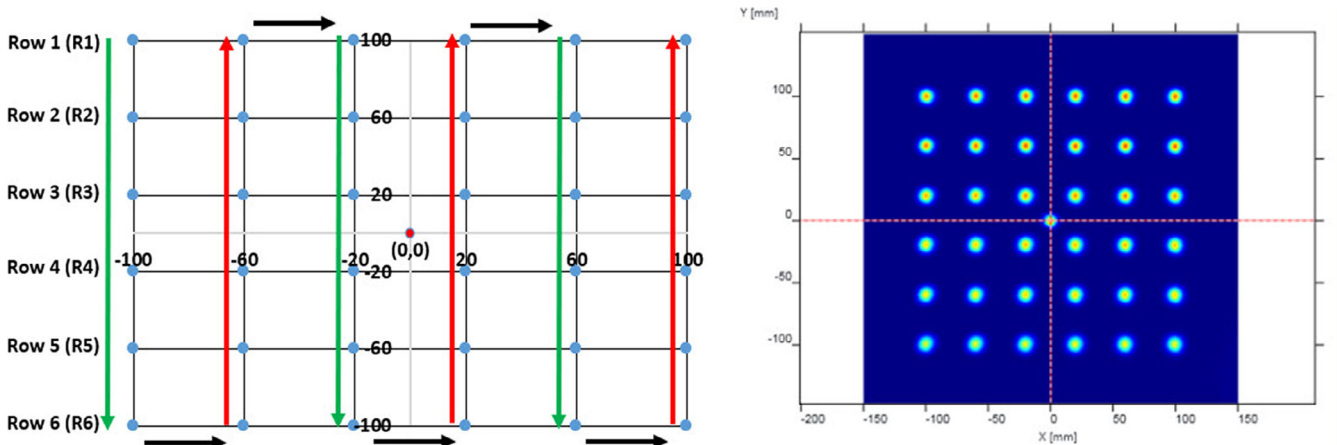 Row 1 (R1)
Row 2 (R2)
Row 3 (R3)
Row 4 (R4)
Row 5 (R5)
Row 6 (R6)
100
60
20
(0,0)
-100 -60 -20 20 60 100
-20
-60
-100
Y [mm]
100
50
0
-50
-100
-200 -150 -100 -50 0 50 100 150
X [mm]